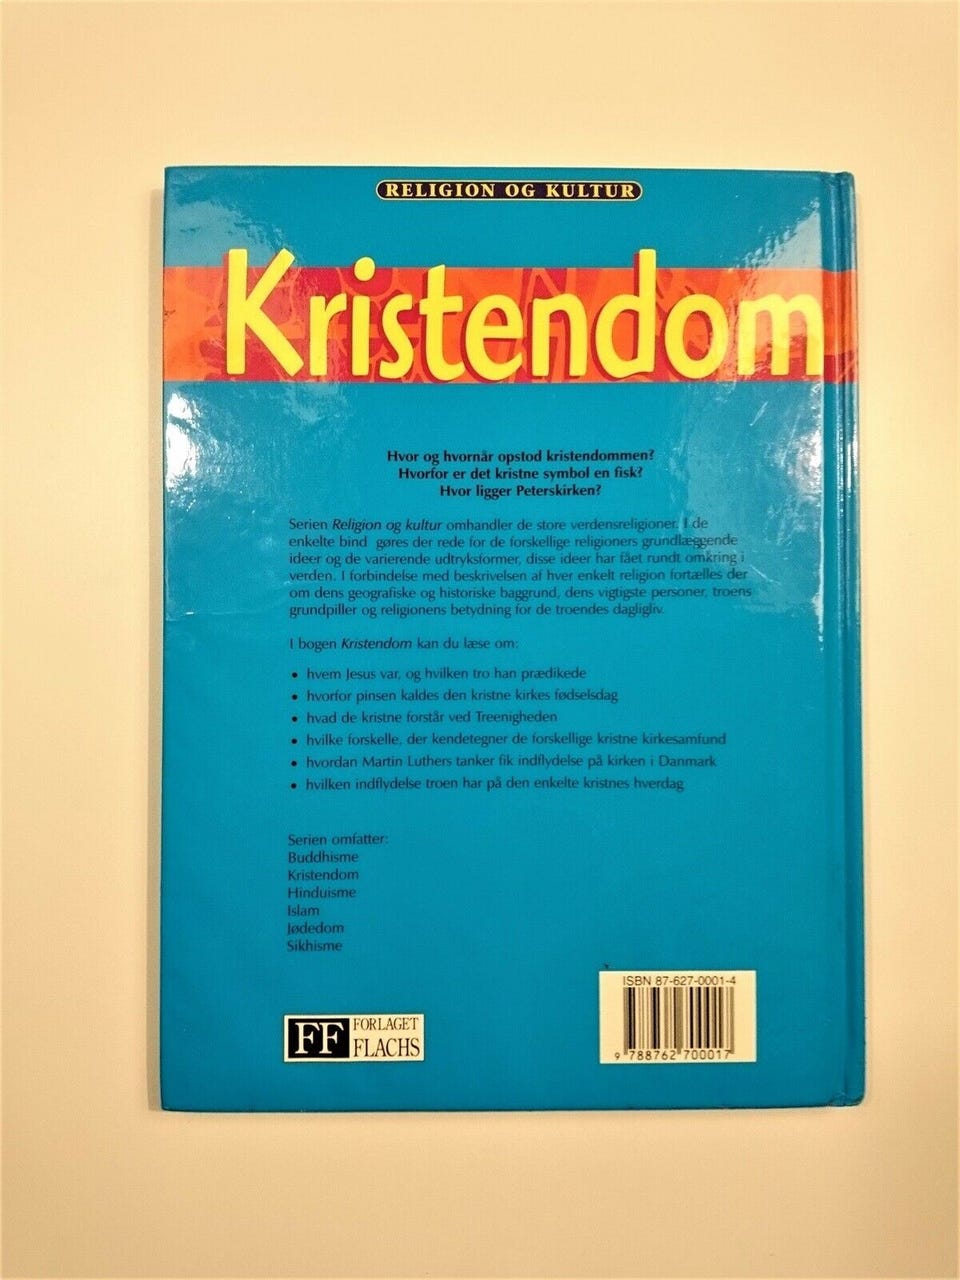 RELIGION OG KULTUR
Kristendom
Hvor og hvornår opstod kristendommen?
Hvorfor er det kristne symbol en fisk?
Hvor ligger Peterskirken?
Serien Religion og kultur omhandler de store verdensreligioner. I de
enkelte bind gøres der rede for de forskellige religioners grundlæggende
ideer og de varierende udtryksformer, disse ideer har fået rundt omkring i
verden. I forbindelse med beskrivelsen af hver enkelt religion fortælles der
om dens geografiske og historiske baggrund, dens vigtigste personer, troens
grundpiller og religionens betydning for de troendes dagligliv.
I bogen Kristendom kan du læse om:
• hvem Jesus var, og hvilken tro han prædikede
• hvorfor pinsen kaldes den kristne kirkes fødselsdag
• hvad de kristne forstår ved Treenigheden
• hvilke forskelle, der kendetegner de forskellige kristne kirkesamfund
• hvordan Martin Luthers tanker fik indflydelse på kirken i Danmark
• hvilken indflydelse troen har på den enkelte kristnes hverdag
Serien omfatter:
Buddhisme
Kristendom
Hinduisme
Islam
Jødedom
Sikhisme
FF FORLAGET
FLACHS
ISBN 87-627-0001-4
9 788762 700017